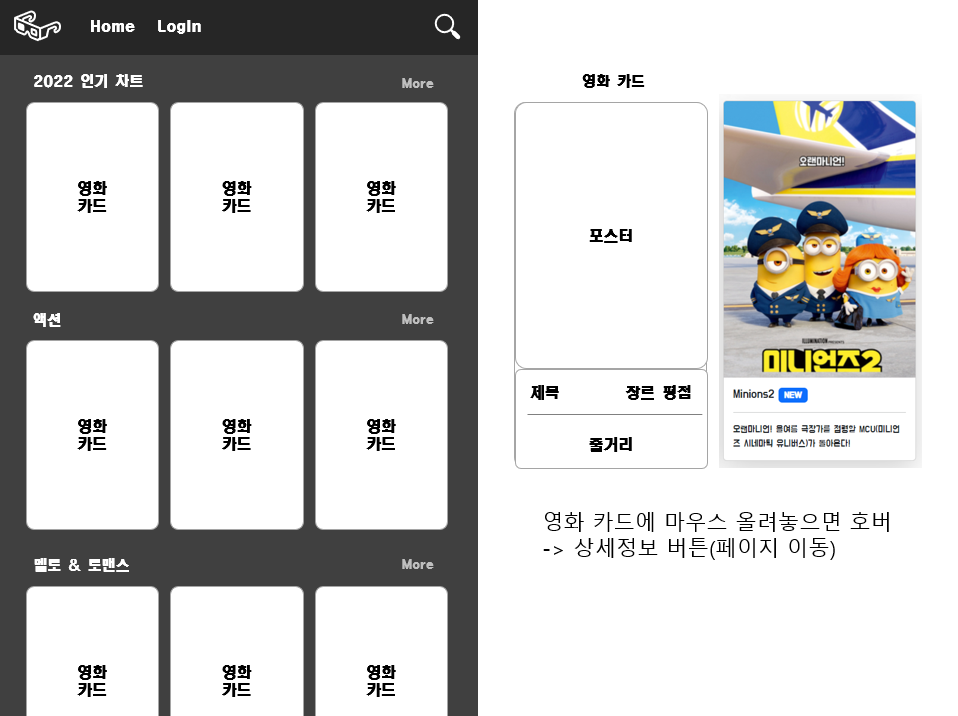 Home
Login
2022 인기 차트
More
영화
카드
영화
카드
영화
카드
액션
More
영화
카드
영화
카드
영화
카드
멜토 & 토맨스
More
영화
카드
영화
카드
영화
카드
영화 카드
포스터
제목
장르 평점
줄거리
오랜마니언!
ILLUMINATION PRESENTS
미니언즈2
Minions2 NEW
오랜마니언! 올여름 극장가를 점령할 MCU(미니언
즈 시네마틱 유니버스)가 돌아온다!
영화 카드에 마우스 올려놓으면 호버
-> 상세정보 버튼(페이지 이동)